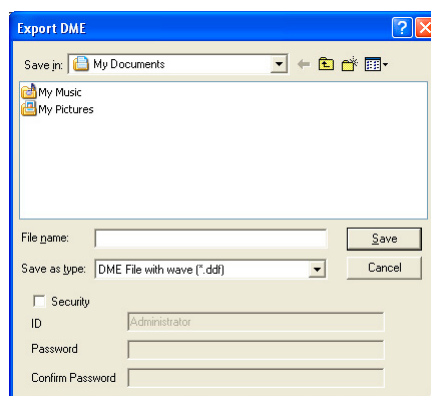 Export DME
Save in: My Documents
My Music
My Pictures
File name: Save
Save as type: DME File with wave (*.ddf) Cancel
Security
ID Administrator
Password
Confirm Password